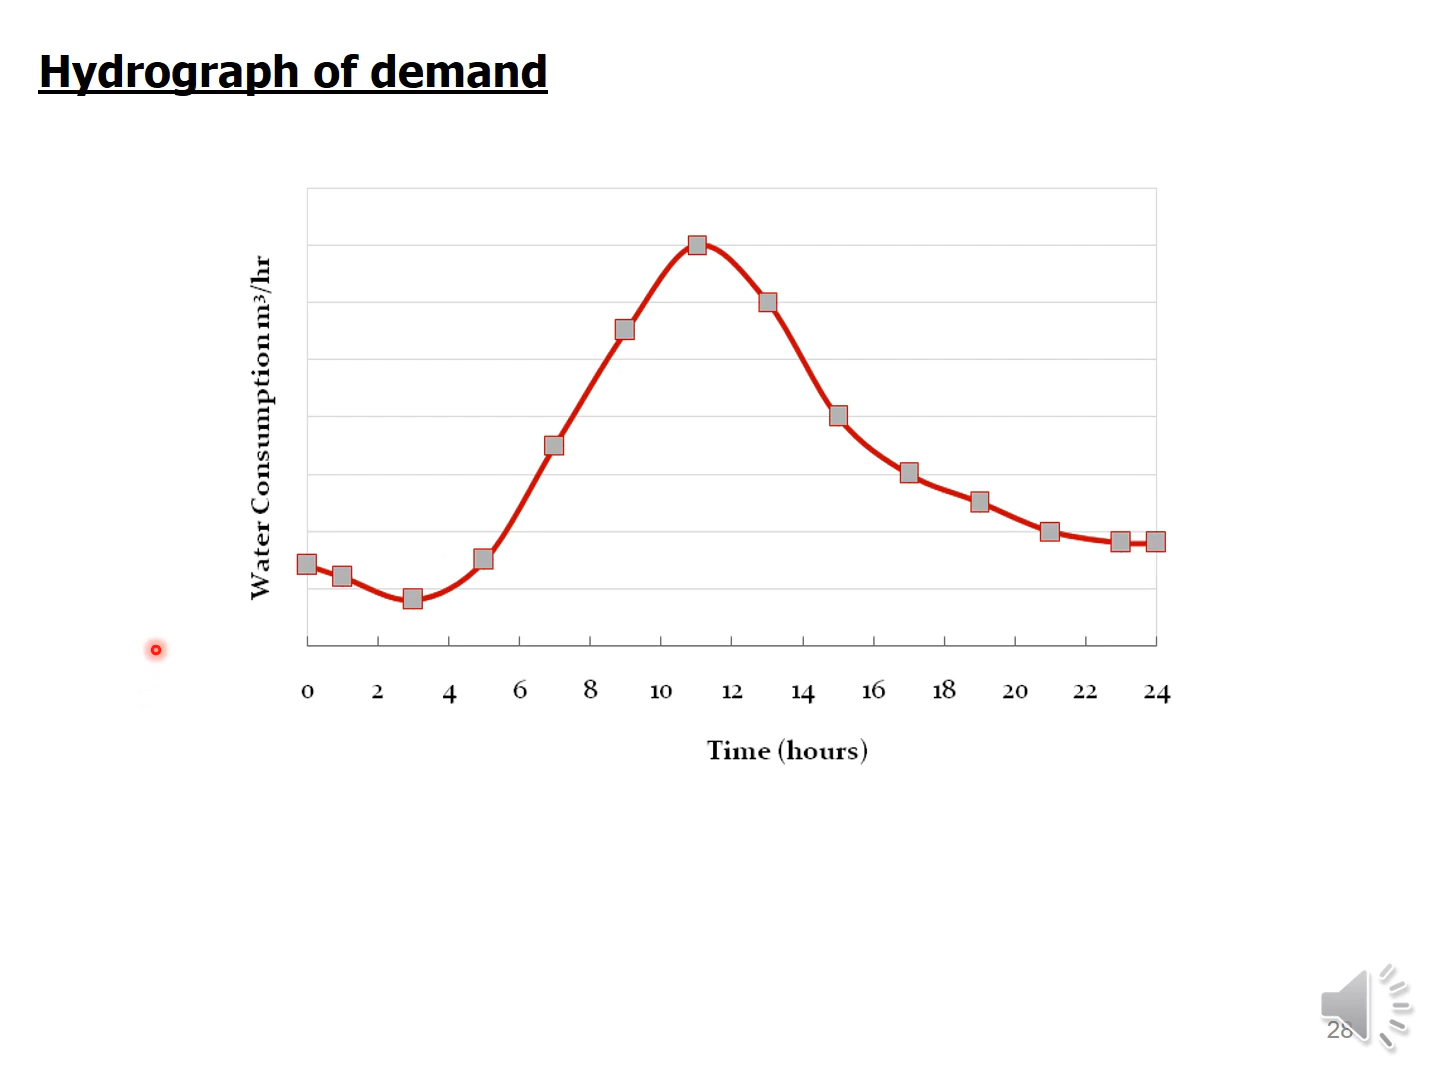 Hydrograph of demand
Water Consumption m³/hr
0 2 4 6 8 10 12 14 16 18 20 22 24
Time (hours)
28